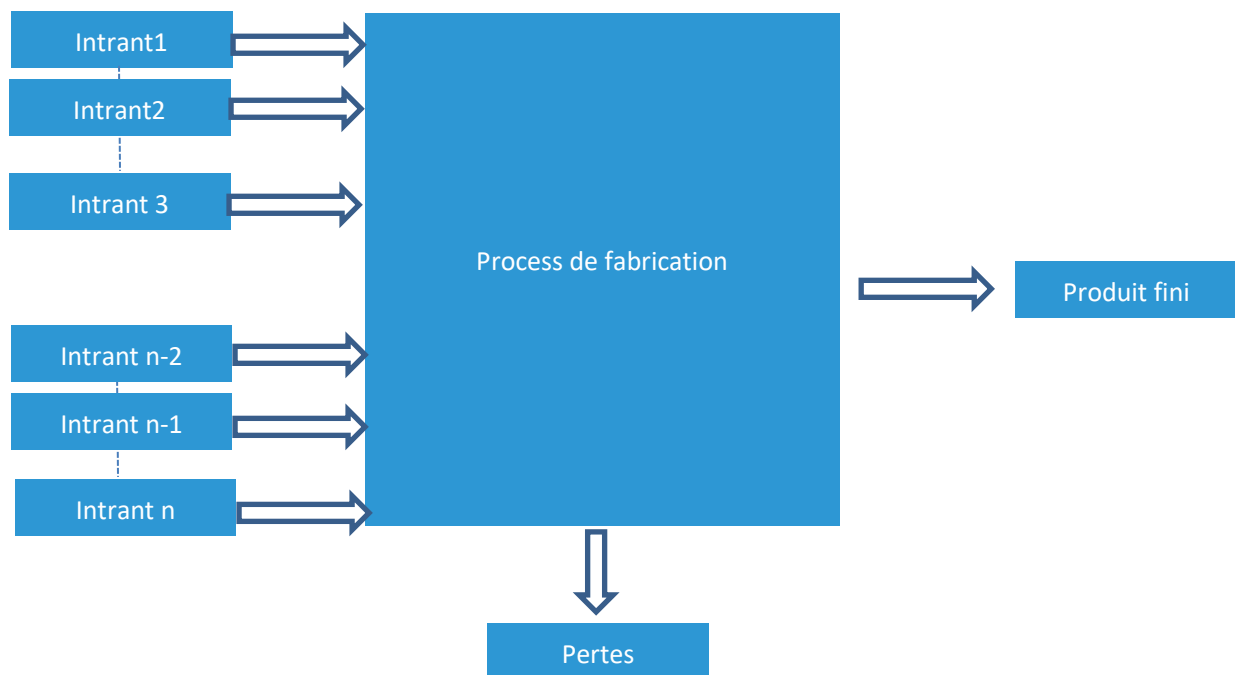 Intrant1
Intrant2
Intrant 3
Process de fabrication
Produit fini
Intrant n-2
Intrant n-1
Intrant n
Pertes